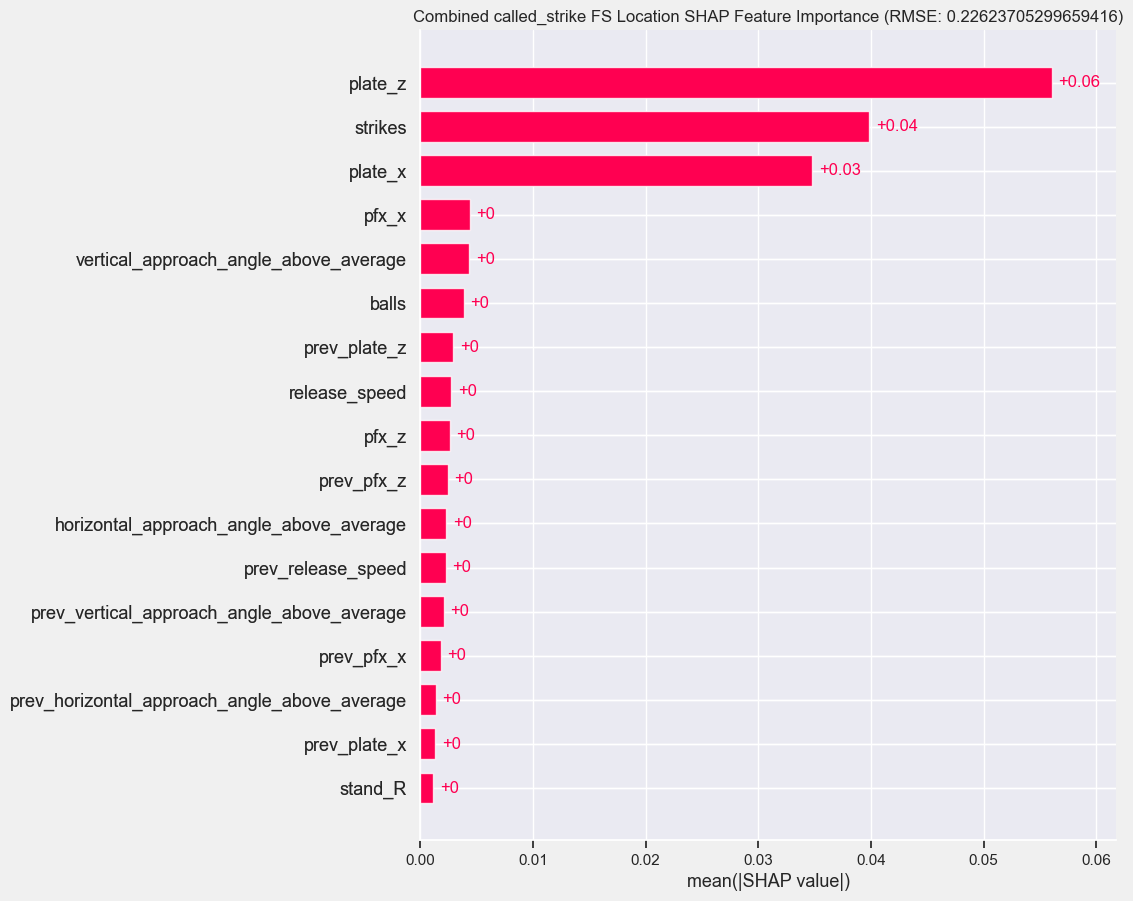 Combined called_strike FS Location SHAP Feature Importance (RMSE: 0.22623705299659416)
plate_z +0.06
strikes +0.04
plate_x +0.03
pfx_x +0
vertical_approach_angle_above_average +0
balls +0
prev_plate_z +0
release_speed +0
pfx_z +0
prev_pfx_z +0
horizontal_approach_angle_above_average +0
prev_release_speed +0
prev_vertical_approach_angle_above_average +0
prev_pfx_x +0
prev_horizontal_approach_angle_above_average +0
prev_plate_x +0
stand_R +0
0.00 0.01 0.02 0.03 0.04 0.05 0.06
mean(|SHAP value|)